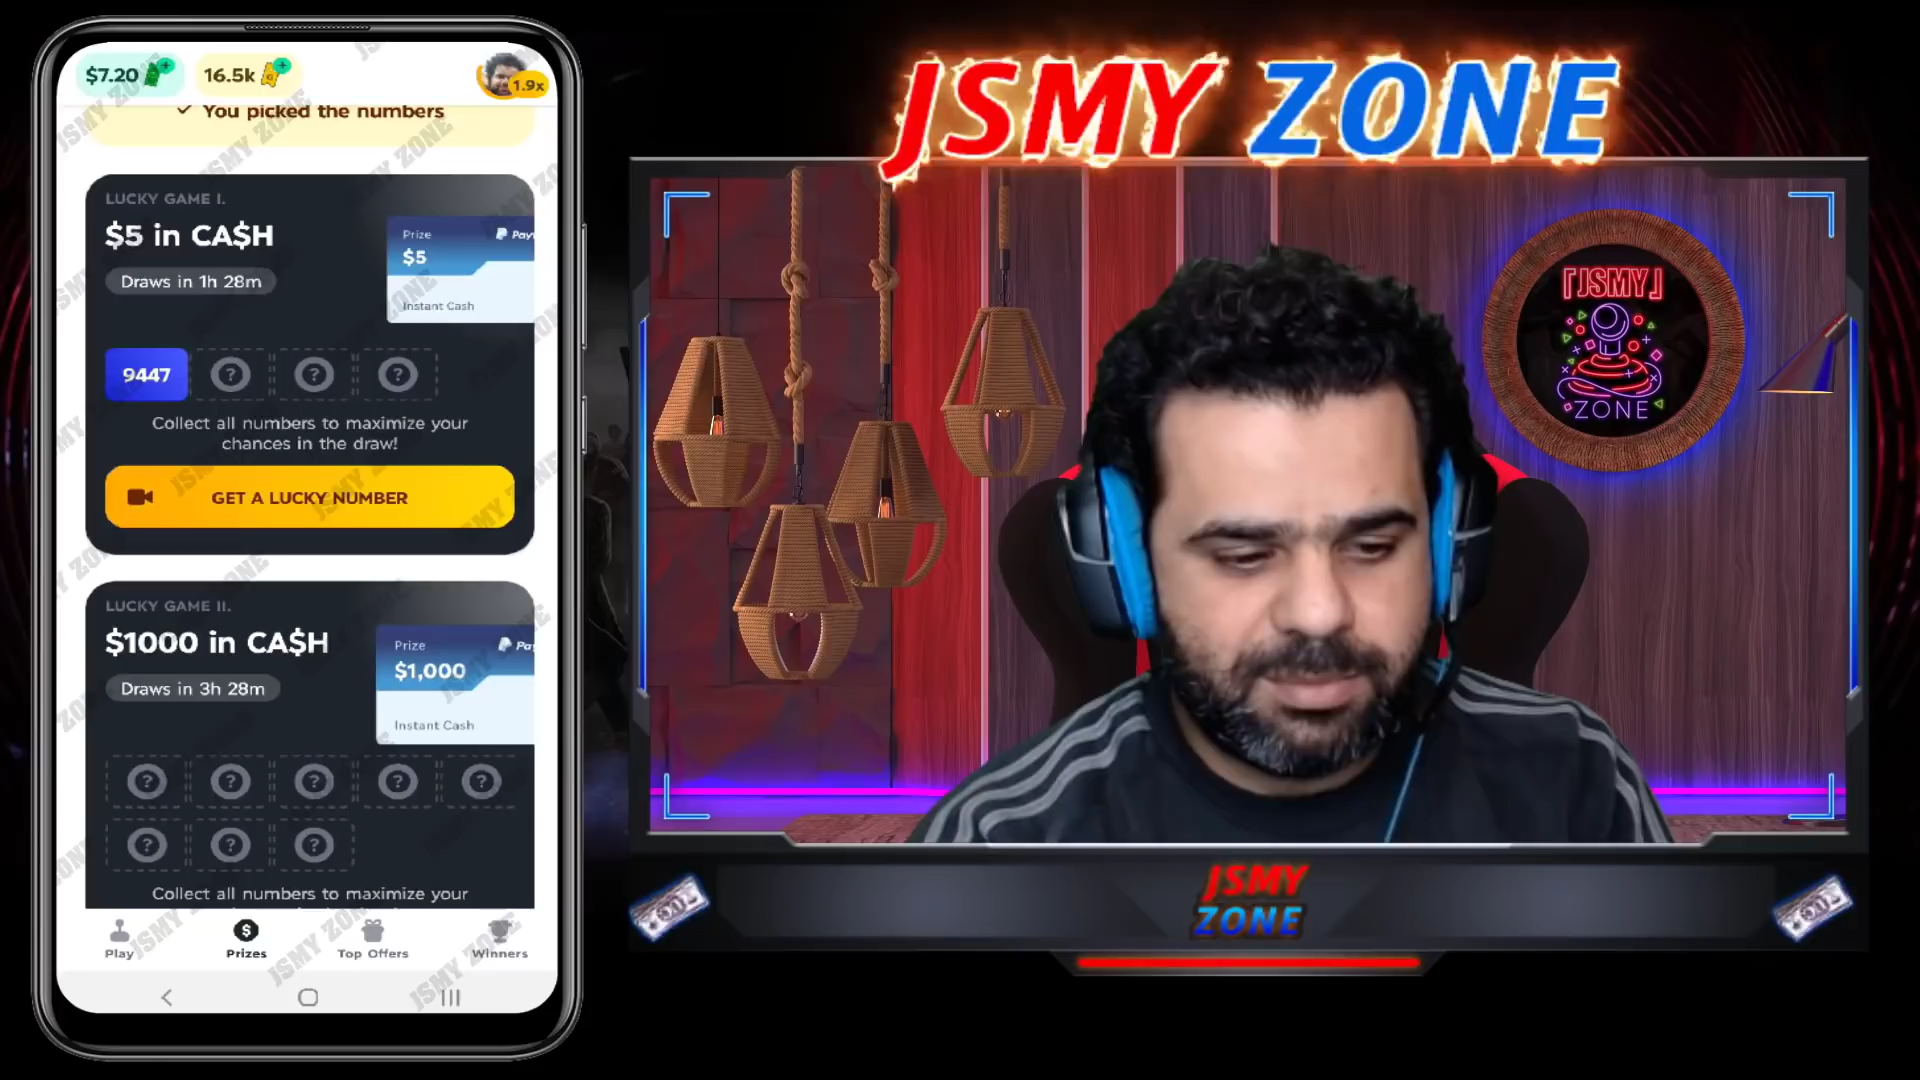 $7.20
16.5k
1.9x
✓ You picked the numbers
LUCKY GAME I.
$5 in CA$H
Draws in 1h 28m
Prize
$5
Instant Cash
9447 ? ? ?
Collect all numbers to maximize your
chances in the draw!
GET A LUCKY NUMBER
LUCKY GAME II.
$1000 in CA$H
Draws in 3h 28m
Prize
$1,000
Instant Cash
? ? ? ? ?
? ? ?
Collect all numbers to maximize your
Play
Prizes
Top Offers
Winners
JSMY ZONE
「JSMY」
ZONE
JSMY
ZONE